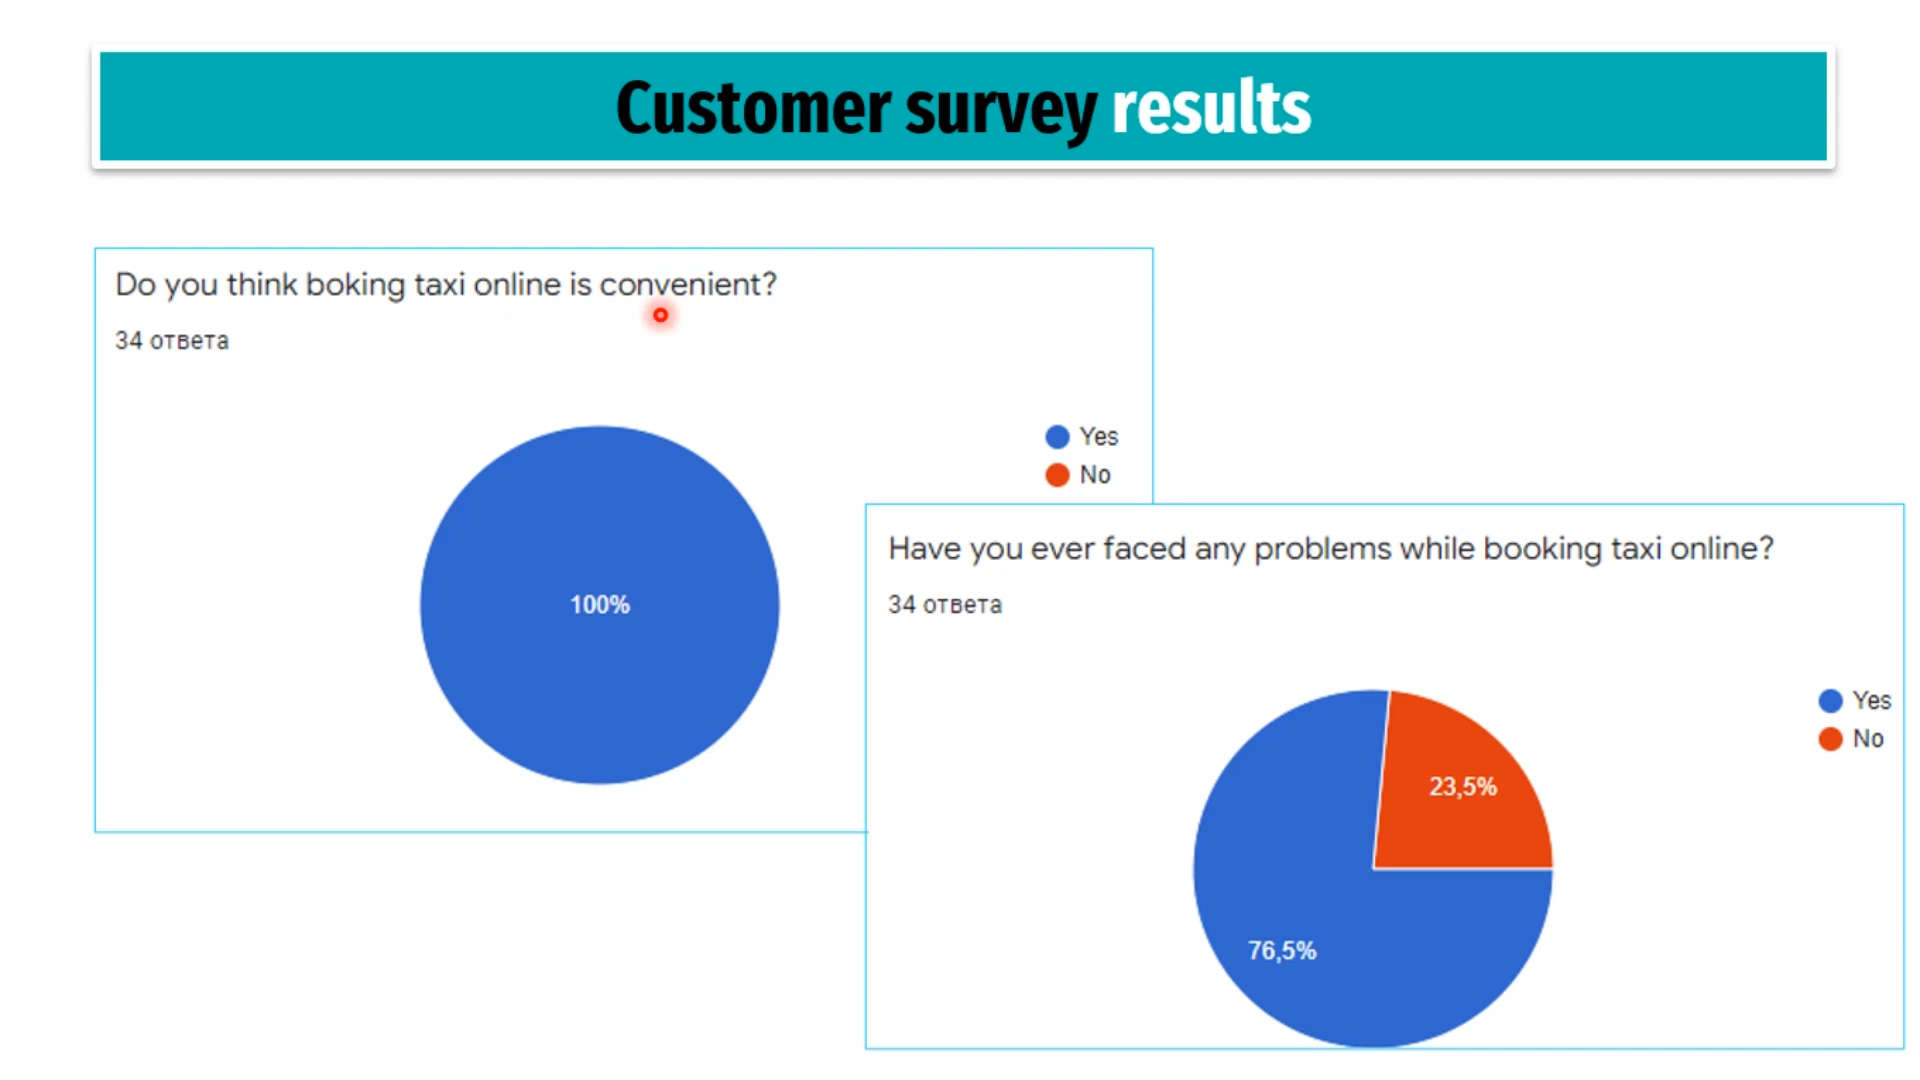 Customer survey results
Do you think boking taxi online is convenient?
34 ответа
Yes
No
100%
Have you ever faced any problems while booking taxi online?
34 ответа
Yes
No
23,5%
76,5%